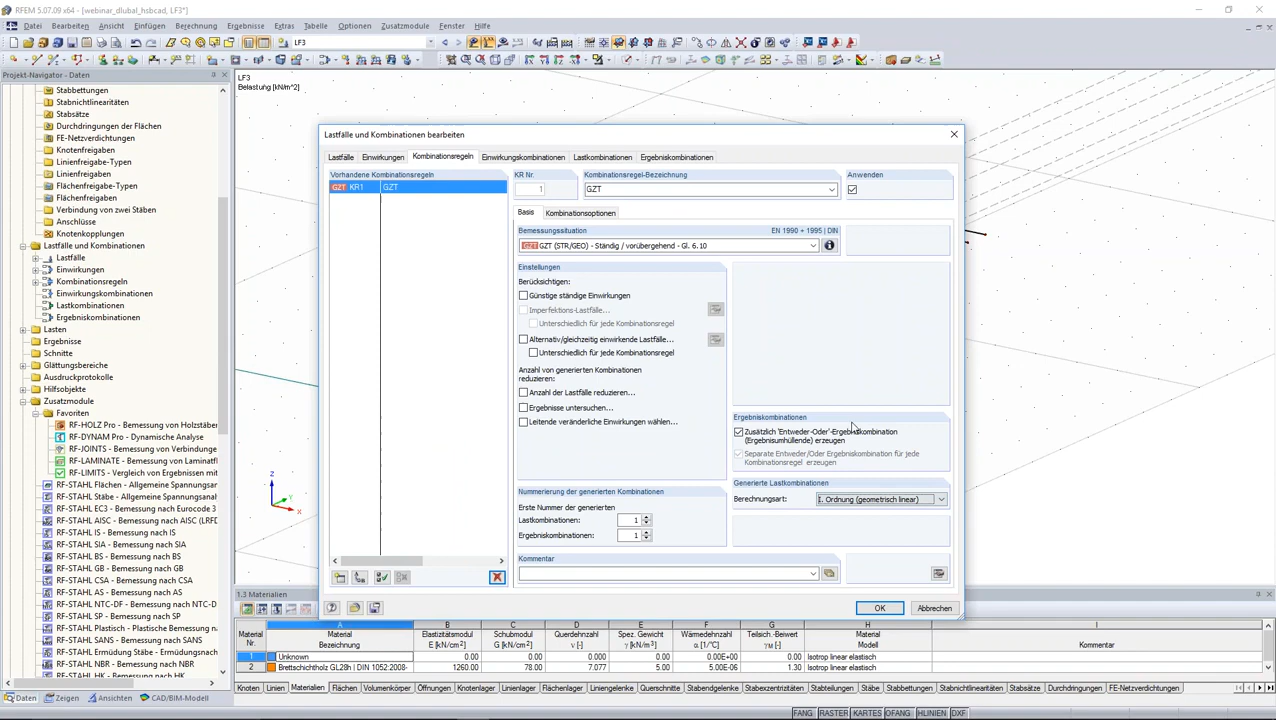 RFEM 5.07.09 x64 - [webinar_dlubal_hsbcad, LF3*]
Datei Bearbeiten Ansicht Einfügen Berechnung Ergebnisse Extras Tabelle Optionen Zusatzmodule Fenster Hilfe
LF3
Projekt-Navigator - Daten
Stabbettungen
Stabnichtlinearitäten
Stabsätze
Durchdringungen der Flächen
FE-Netzverdichtungen
Knotenfreigaben
Linienfreigabe-Typen
Linienfreigaben
Flächenfreigabe-Typen
Flächenfreigaben
Verbindung von zwei Stäben
Anschlüsse
Knotenkopplungen
Lastfälle und Kombinationen
Lastfälle
Einwirkungen
Kombinationsregeln
Einwirkungskombinationen
Lastkombinationen
Ergebniskombinationen
Lasten
Ergebnisse
Schnitte
Glättungsbereiche
Ausdruckprotokolle
Hilfsobjekte
Zusatzmodule
Favoriten
RF-HOLZ Pro - Bemessung von Holzstäben
RF-DYNAM Pro - Dynamische Analyse
RF-JOINTS - Bemessung von Verbindungen
RF-LAMINATE - Bemessung von Laminatfl
RF-LIMITS - Vergleich von Ergebnissen mit
RF-STAHL Flächen - Allgemeine Spannungsan
RF-STAHL Stäbe - Allgemeine Spannungsanal
RF-STAHL EC3 - Bemessung nach Eurocode 3
RF-STAHL AISC - Bemessung nach AISC (LRFD
RF-STAHL IS - Bemessung nach IS
RF-STAHL SIA - Bemessung nach SIA
RF-STAHL BS - Bemessung nach BS
RF-STAHL GB - Bemessung nach GB
RF-STAHL CSA - Bemessung nach CSA
RF-STAHL AS - Bemessung nach AS
RF-STAHL NTC-DF - Bemessung nach NTC-DF
RF-STAHL SP - Bemessung nach SP
RF-STAHL Plastisch - Plastische Bemessung
RF-STAHL SANS - Bemessung nach SANS
RF-STAHL Ermüdung Stäbe - Ermüdungsnach
RF-STAHL NBR - Bemessung nach NBR
RF-STAHL HK - Bemessung nach HK
Daten Zeigen Ansichten CAD/BIM-Modell
LF3
Belastung [kN/m^2]
Z
Y
X
Lastfälle und Kombinationen bearbeiten
Lastfälle Einwirkungen Kombinationsregeln Einwirkungskombinationen Lastkombinationen Ergebniskombinationen
Vorhandene Kombinationsregeln
GZT KR1 GZT
KR Nr.
1
Kombinationsregel-Bezeichnung
GZT
Anwenden
Basis Kombinationsoptionen
Bemessungssituation EN 1990 + 1995 | DIN
GZT GZT (STR/GEO) - Ständig / vorübergehend - Gl. 6.10
Einstellungen
Berücksichtigen:
Günstige ständige Einwirkungen
Imperfektions-Lastfälle...
Unterschiedlich für jede Kombinationsregel
Alternativ/gleichzeitig einwirkende Lastfälle...
Unterschiedlich für jede Kombinationsregel
Anzahl von generierten Kombinationen
reduzieren:
Anzahl der Lastfälle reduzieren...
Ergebnisse untersuchen...
Leitende veränderliche Einwirkungen wählen...
Ergebniskombinationen
Zusätzlich 'Entweder-Oder'-Ergebniskombination
(Ergebnisumhüllende) erzeugen
Separate Entweder/Oder Ergebniskombination für jede
Kombinationsregel erzeugen
Nummerierung der generierten Kombinationen
Erste Nummer der generierten
Lastkombinationen: 1
Ergebniskombinationen: 1
Generierte Lastkombinationen
Berechnungsart: I. Ordnung (geometrisch linear)
Kommentar
OK Abbrechen
1.3 Materialien
A B C D E F G H I
Material Nr. Material Bezeichnung Elastizitätsmodul E [kN/cm²] Schubmodul G [kN/cm²] Querdehnzahl ν [-] Spez. Gewicht γ [kN/m³] Wärmedehnzahl α [1/°C] Teilsich.-Beiwert γM [-] Material Modell Kommentar
1 Unknown 0.00 0.00 0.000 0.00 0.00E+00 0.00 Isotrop linear elastisch
2 Brettschichtholz GL28h | DIN 1052:2008- 1260.00 78.00 7.077 5.00 5.00E-06 1.30 Isotrop linear elastisch
Knoten Linien Materialien Flächen Volumenkörper Öffnungen Knotenlager Linienlager Flächenlager Liniengelenke Querschnitte Stabendgelenke Stabexzentrizitäten Stabteilungen Stäbe Stabbettungen Stabnichtlinearitäten Stabsätze Durchdringungen FE-Netzverdichtungen
FANG RASTER KARTES OFANG HLINIEN DXF